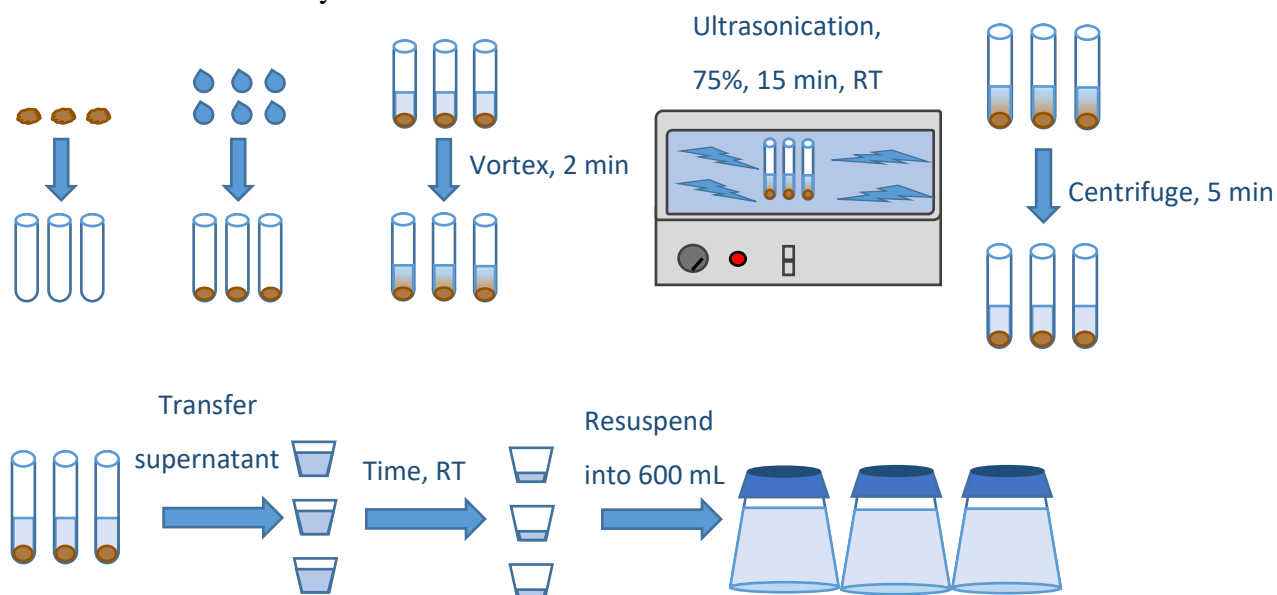 Ultrasonication,
75%, 15 min, RT
Vortex, 2 min
Centrifuge, 5 min
Transfer
supernatant
Time, RT
Resuspend
into 600 mL